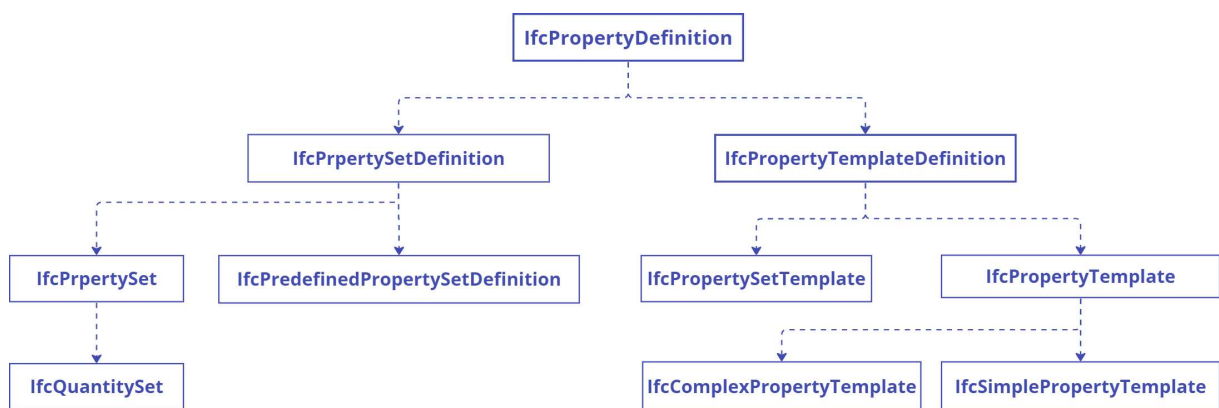 IfcPropertyDefinition
IfcPrpertySetDefinition
IfcPropertyTemplateDefinition
IfcPrpertySet
IfcPredefinedPropertySetDefinition
IfcPropertySetTemplate
IfcPropertyTemplate
IfcQuantitySet
IfcComplexPropertyTemplate
IfcSimplePropertyTemplate